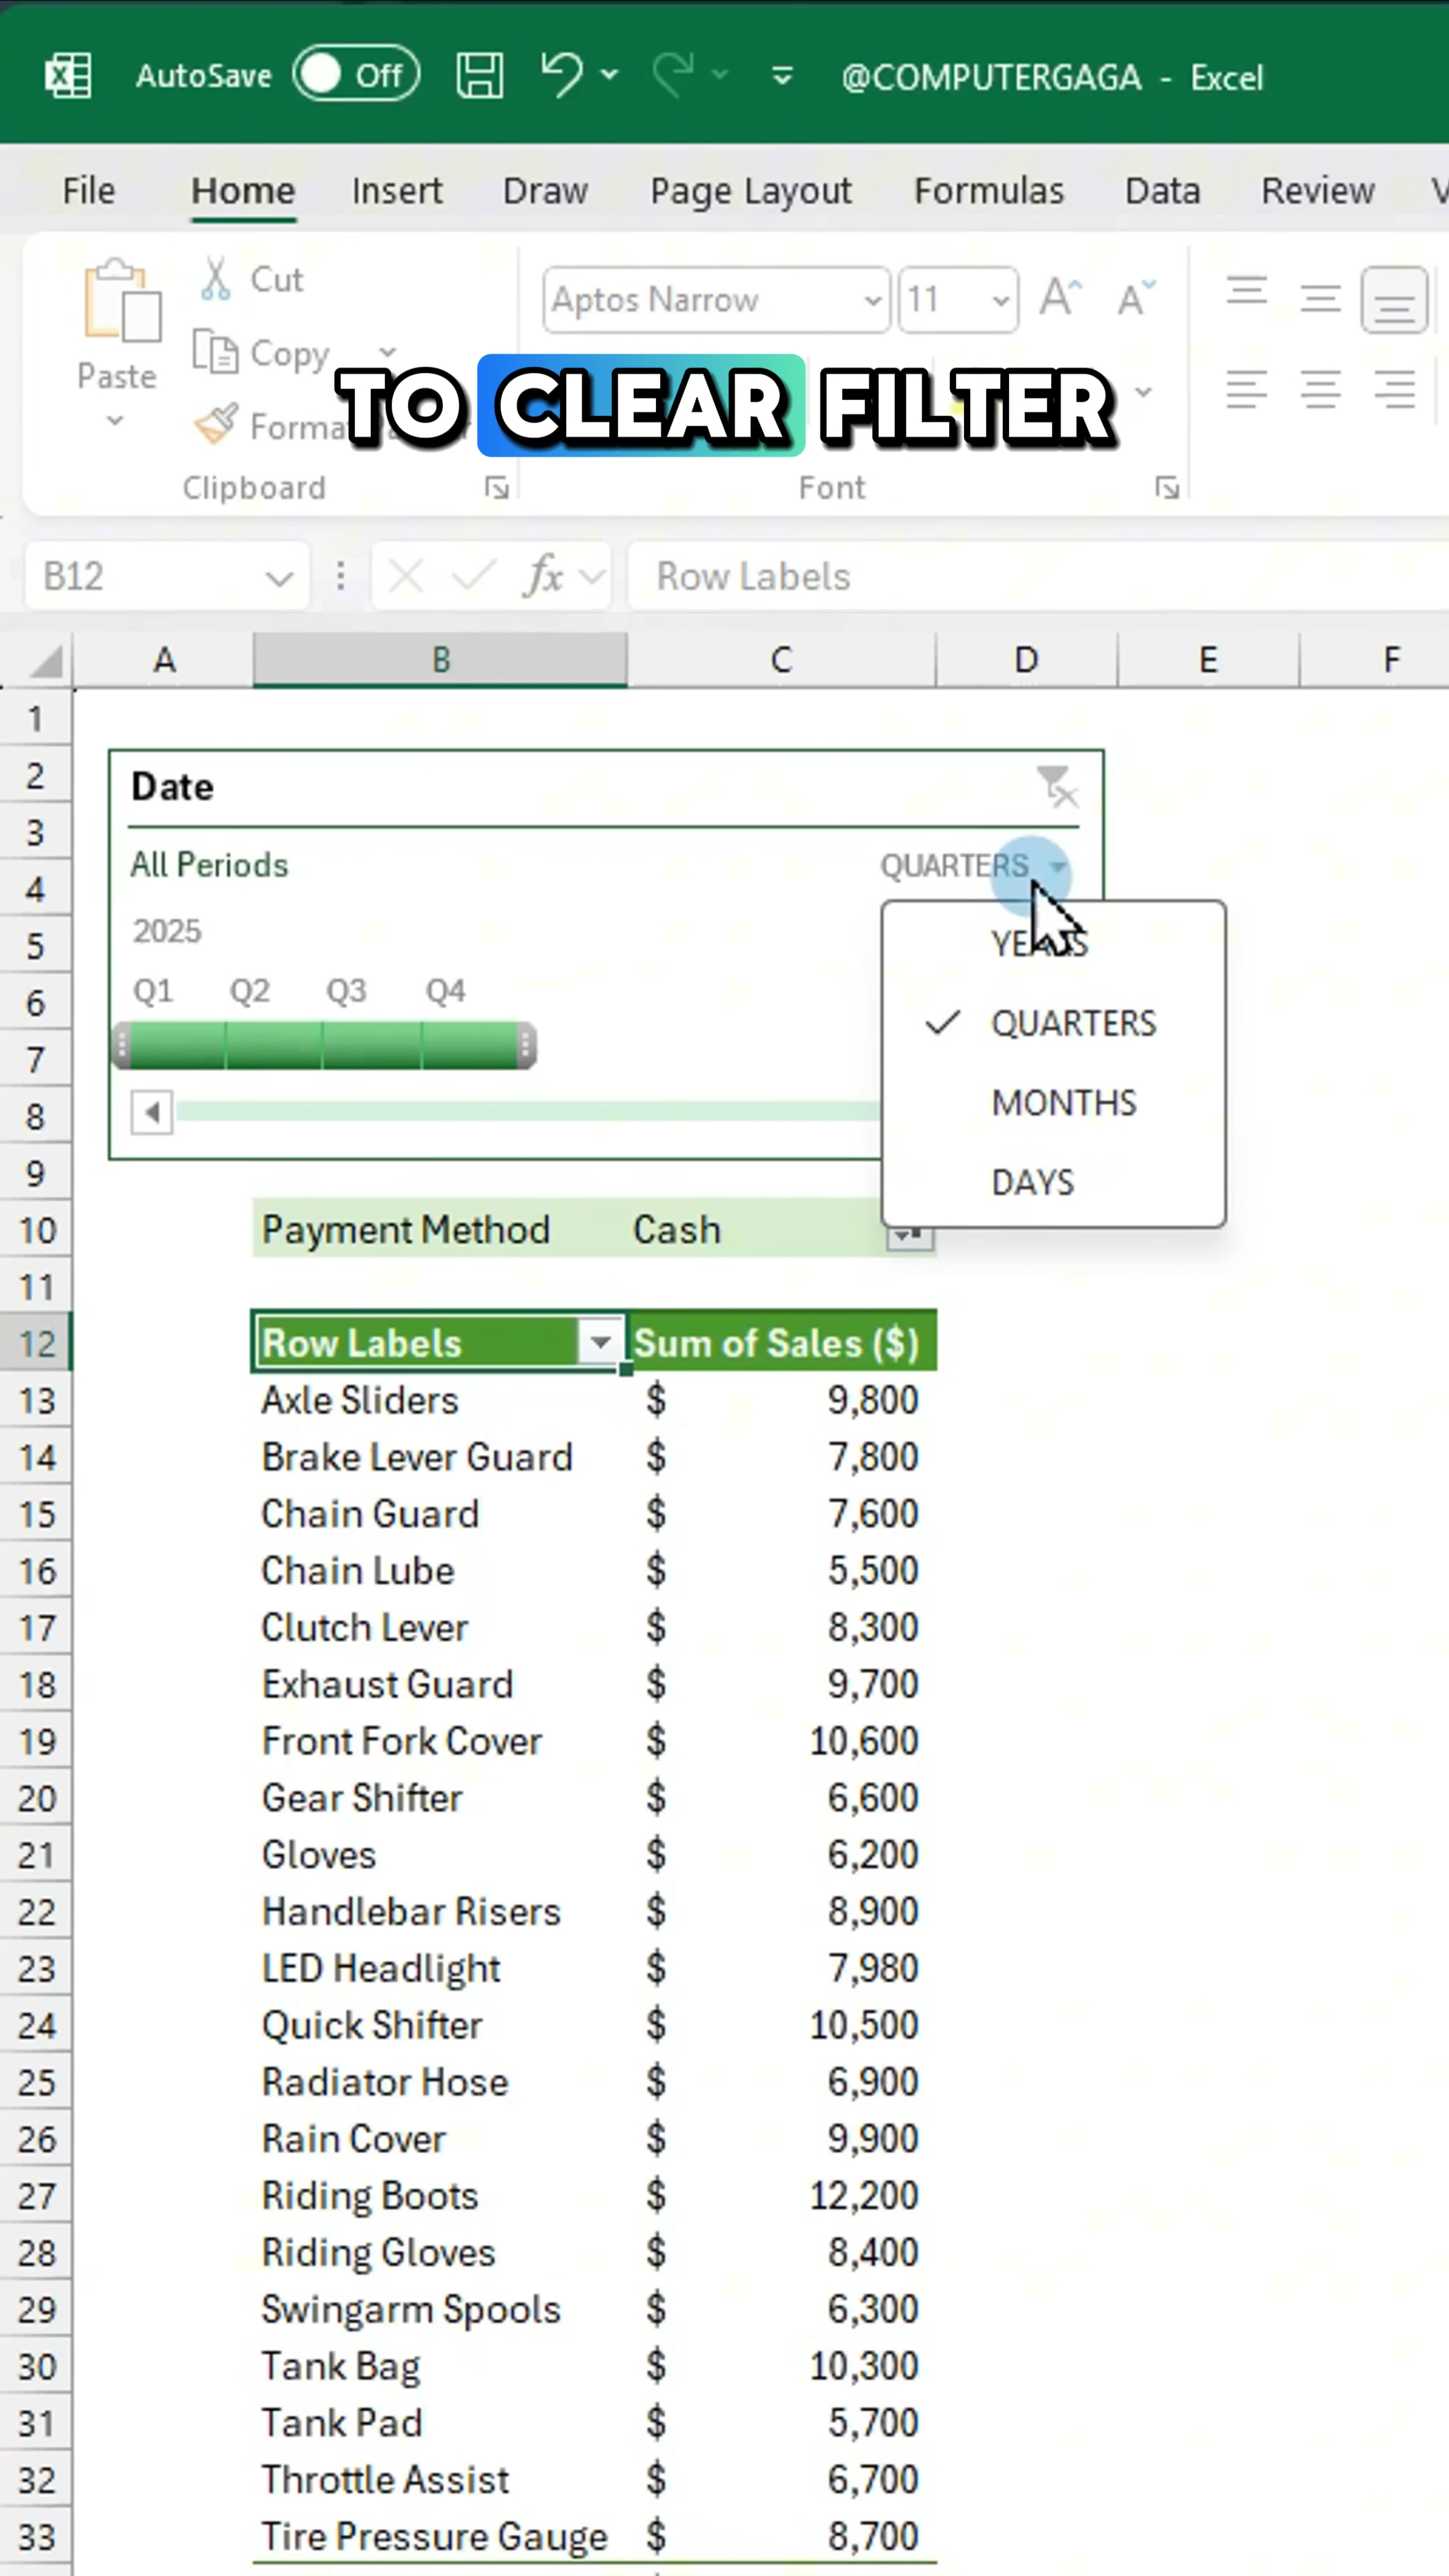 AutoSave Off @COMPUTERGAGA - Excel
File Home Insert Draw Page Layout Formulas Data Review V
Cut
Aptos Narrow 11
Copy
Paste
TO CLEAR FILTER
Clipboard Font
B12 fx Row Labels
A B C D E F
1
2 Date
3
4 All Periods QUARTERS
5 2025 YEARS
6 Q1 Q2 Q3 Q4 QUARTERS
7
8 MONTHS
9 DAYS
10 Payment Method Cash
11
12 Row Labels Sum of Sales ($)
13 Axle Sliders $ 9,800
14 Brake Lever Guard $ 7,800
15 Chain Guard $ 7,600
16 Chain Lube $ 5,500
17 Clutch Lever $ 8,300
18 Exhaust Guard $ 9,700
19 Front Fork Cover $ 10,600
20 Gear Shifter $ 6,600
21 Gloves $ 6,200
22 Handlebar Risers $ 8,900
23 LED Headlight $ 7,980
24 Quick Shifter $ 10,500
25 Radiator Hose $ 6,900
26 Rain Cover $ 9,900
27 Riding Boots $ 12,200
28 Riding Gloves $ 8,400
29 Swingarm Spools $ 6,300
30 Tank Bag $ 10,300
31 Tank Pad $ 5,700
32 Throttle Assist $ 6,700
33 Tire Pressure Gauge $ 8,700